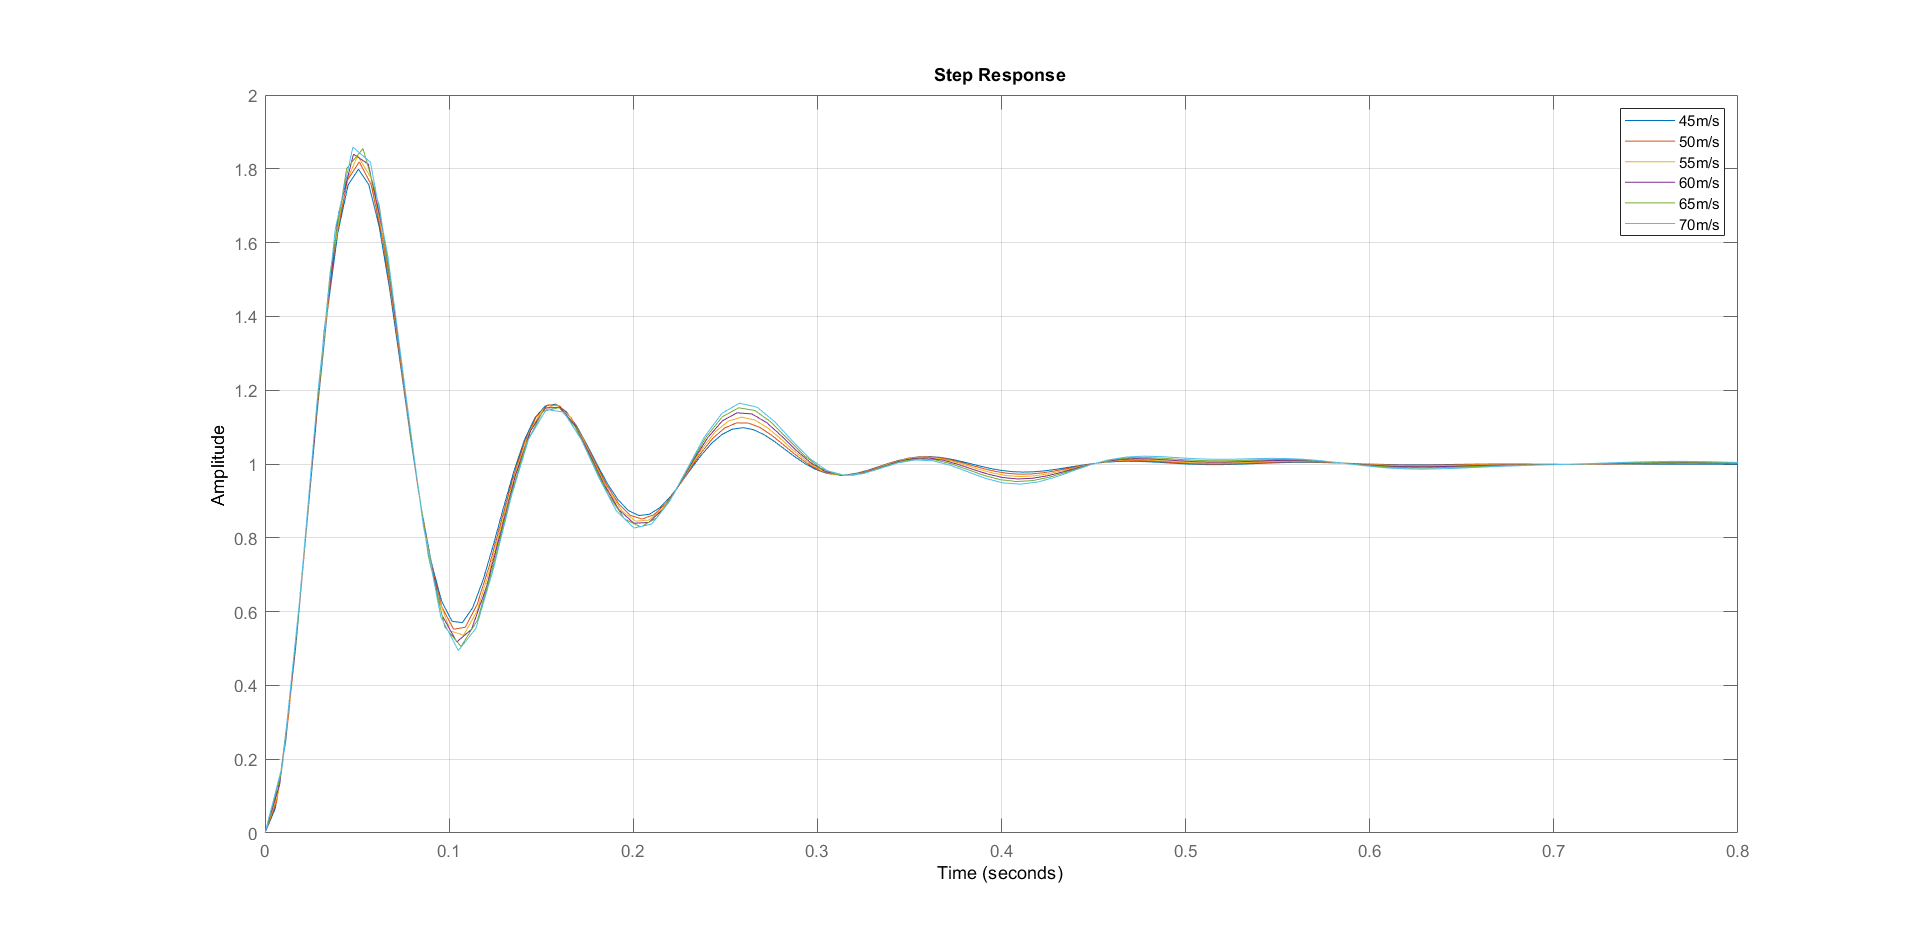 Step Response
2
1.8
1.6
1.4
1.2
1
0.8
0.6
0.4
0.2
0
Amplitude
45m/s
50m/s
55m/s
60m/s
65m/s
70m/s
0 0.1 0.2 0.3 0.4 0.5 0.6 0.7 0.8
Time (seconds)